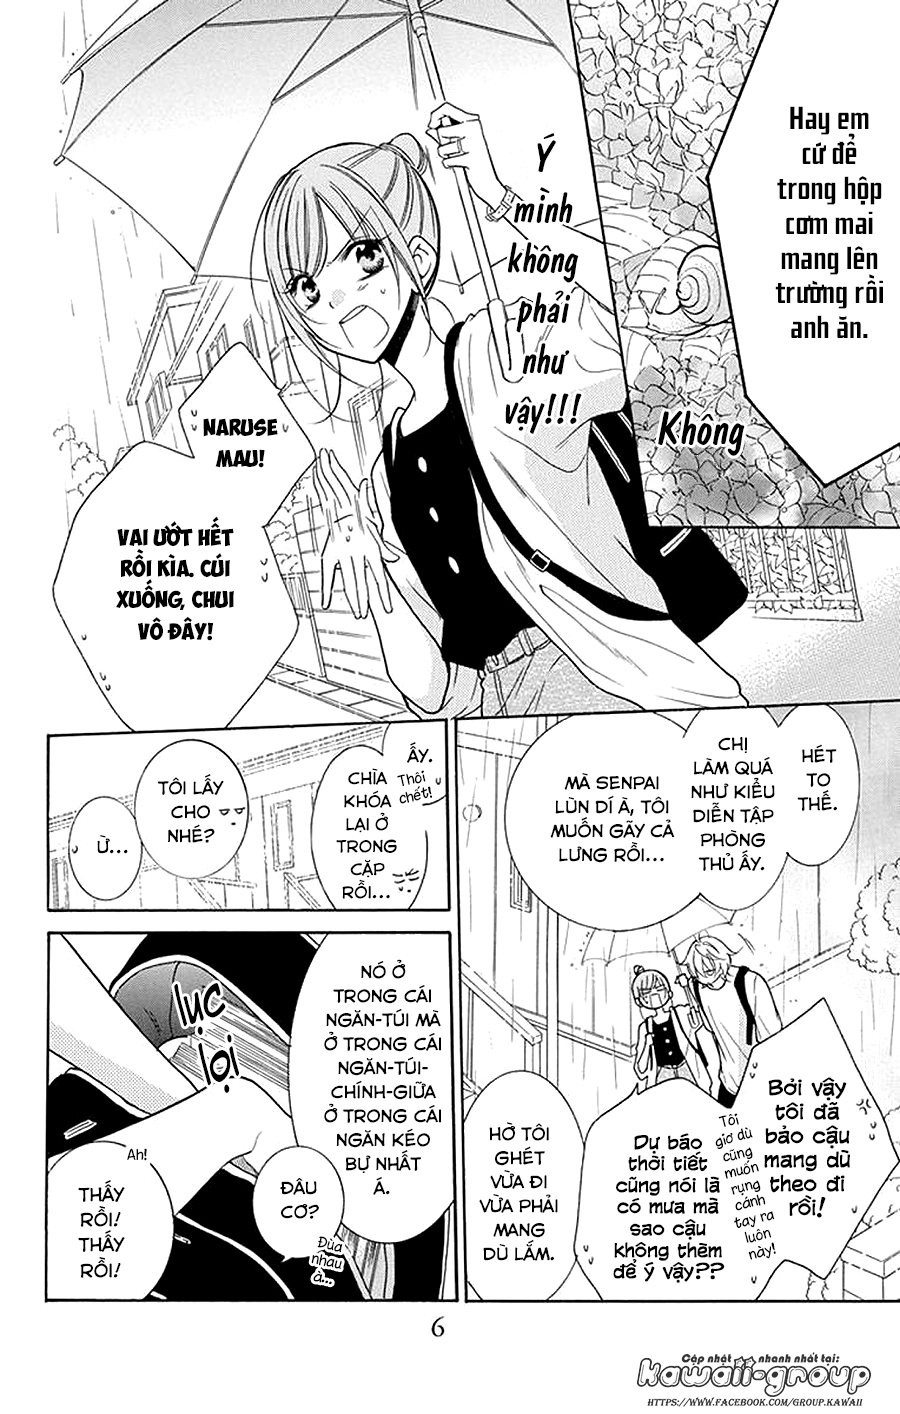 Hay em
cứ để
trong hộp
cơm mai
mang lên
trường rồi
anh ăn.
Không
Ý
mình
không
phải
như
vậy!!!
NARUSE
MAU!
VAI ƯỚT HẾT
RỒI KÌA. CÚI
XUỐNG, CHUI
VÔ ĐÂY!
HÉT
TO
THẾ.
CHỊ
LÀM QUÁ
NHƯ KIỂU
DIỄN TẬP
PHÒNG
THỦ ẤY.
MÀ SENPAI
LÙN DÍ À, TÔI
MUỐN GÃY CẢ
LƯNG RỒI...
Bởi vậy
tôi đã
bảo cậu
mang dù
theo đi
rồi!
Tôi
giơ dù
cũng
muốn
rụng
cánh
tay ra
luôn
này!
Dự báo
thời tiết
cũng nói là
có mưa mà
sao cậu
không thèm
để ý vậy??
HỜ TÔI
GHÉT
VỪA ĐI
VỪA PHẢI
MANG
DÙ LẮM.
ẤY.
Thôi
chết!
CHÌA
KHÓA
LẠI Ở
TRONG
CẶP
RỒI...
TÔI LẤY
CHO
NHÉ?
Ừ...
NÓ Ở
TRONG CÁI
NGĂN-TÚI MÀ
Ở TRONG CÁI
NGĂN-TÚI-
CHÍNH-GIỮA
Ở TRONG CÁI
NGĂN KÉO
BỰ NHẤT
Á.
lục
lọi
ĐÂU
CƠ?
Đùa
nhau
à...
Ah!
THẤY
RỒI!
THẤY
RỒI!
6
Cập nhật nhanh nhất tại:
kawaii-group
HTTPS://WWW.FACEBOOK.COM/GROUP.KAWAII